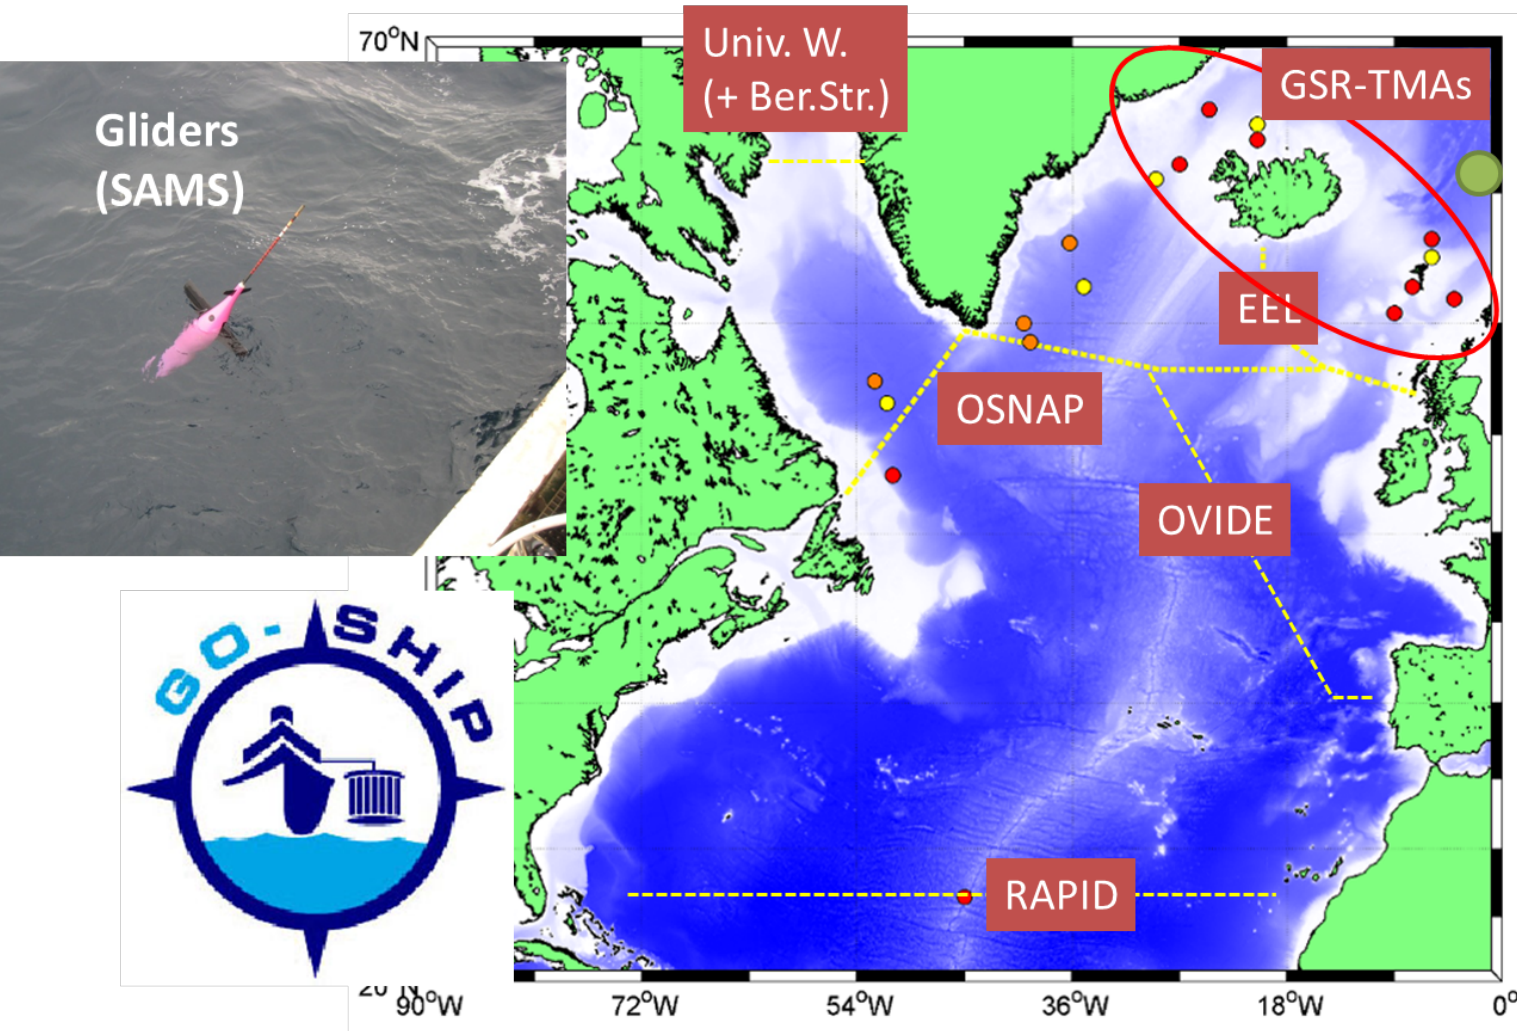 70°N
Univ. W.
(+ Ber.Str.)
GSR-TMAs
Gliders
(SAMS)
EEL
OSNAP
OVIDE
GO-SHIP
RAPID
20°N
90°W
72°W
54°W
36°W
18°W
0°